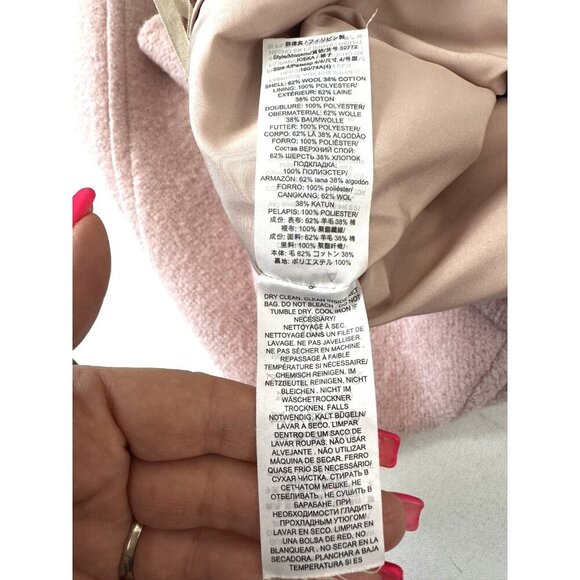 Style/Modelo/ 52772
ЮБКА /
160/74A(4)
SHELL: 62% WOOL 38% COTTON
LINING: 100% POLYESTER/
EXTÉRIEUR: 62% LAINE
38% COTON
DOUBLURE: 100% POLYESTER/
OBERMATERIAL: 62% WOLLE
38% BAUMWOLLE
FUTTER: 100% POLYESTER/
CORPO: 62% LÃ 38% ALGODÃO
FORRO: 100% POLIÉSTER/
Состав ВЕРХНИЙ СЛОЙ:
62% ШЕРСТЬ 38% ХЛОПОК
ПОДКЛАДКА:
100% ПОЛИЭСТЕР/
ARMAZÓN: 62% lana 38% algodón
FORRO: 100% poliéster/
CANGKANG: 62% WOL
38% KATUN
PELAPIS: 100% POLYESTER/
成份: 表布: 62% 羊毛 38% 棉
裡布: 100% 聚酯纖維/
成份: 面料: 62% 羊毛 38% 棉
里料: 100% 聚酯纤维/
本体: 毛 62% コットン 38%
裏地: ポリエステル 100%
DRY CLEAN. CLEAN INSIDE NET
BAG. DO NOT BLEACH. DO NOT
TUMBLE DRY. COOL IRON IF
NECESSARY/
NETTOYAGE À SEC.
NETTOYAGE DANS UN FILET DE
LAVAGE. NE PAS JAVELLISER.
NE PAS SÉCHER EN MACHINE.
REPASSAGE À FAIBLE
TEMPÉRATURE SI NÉCESSAIRE/
CHEMISCH REINIGEN, IM
NETZBEUTEL REINIGEN, NICHT
BLEICHEN. NICHT IM
WÄSCHETROCKNER
TROCKNEN, FALLS
NOTWENDIG, KALT BÜGELN/
LAVAR A SECO. LIMPAR
DENTRO DE UM SACO DE
LAVAR ROUPAS. NÃO USAR
ALVEJANTE. NÃO UTILIZAR
MÁQUINA DE SECAR. FERRO
QUASE FRIO SE NECESSÁRIO/
СУХАЯ ЧИСТКА. СТИРАТЬ В
СЕТЧАТОМ МЕШКЕ. НЕ
ОТБЕЛИВАТЬ. НЕ СУШИТЬ В
БАРАБАНЕ. ПРИ
НЕОБХОДИМОСТИ ГЛАДИТЬ
ПРОХЛАДНЫМ УТЮГОМ/
LAVAR EN SECO. LIMPIAR EN
UNA BOLSA DE RED, NO
BLANQUEAR. NO SECAR EN LA
SECADORA. PLANCHAR A BAJA
TEMPERATURA SI ES